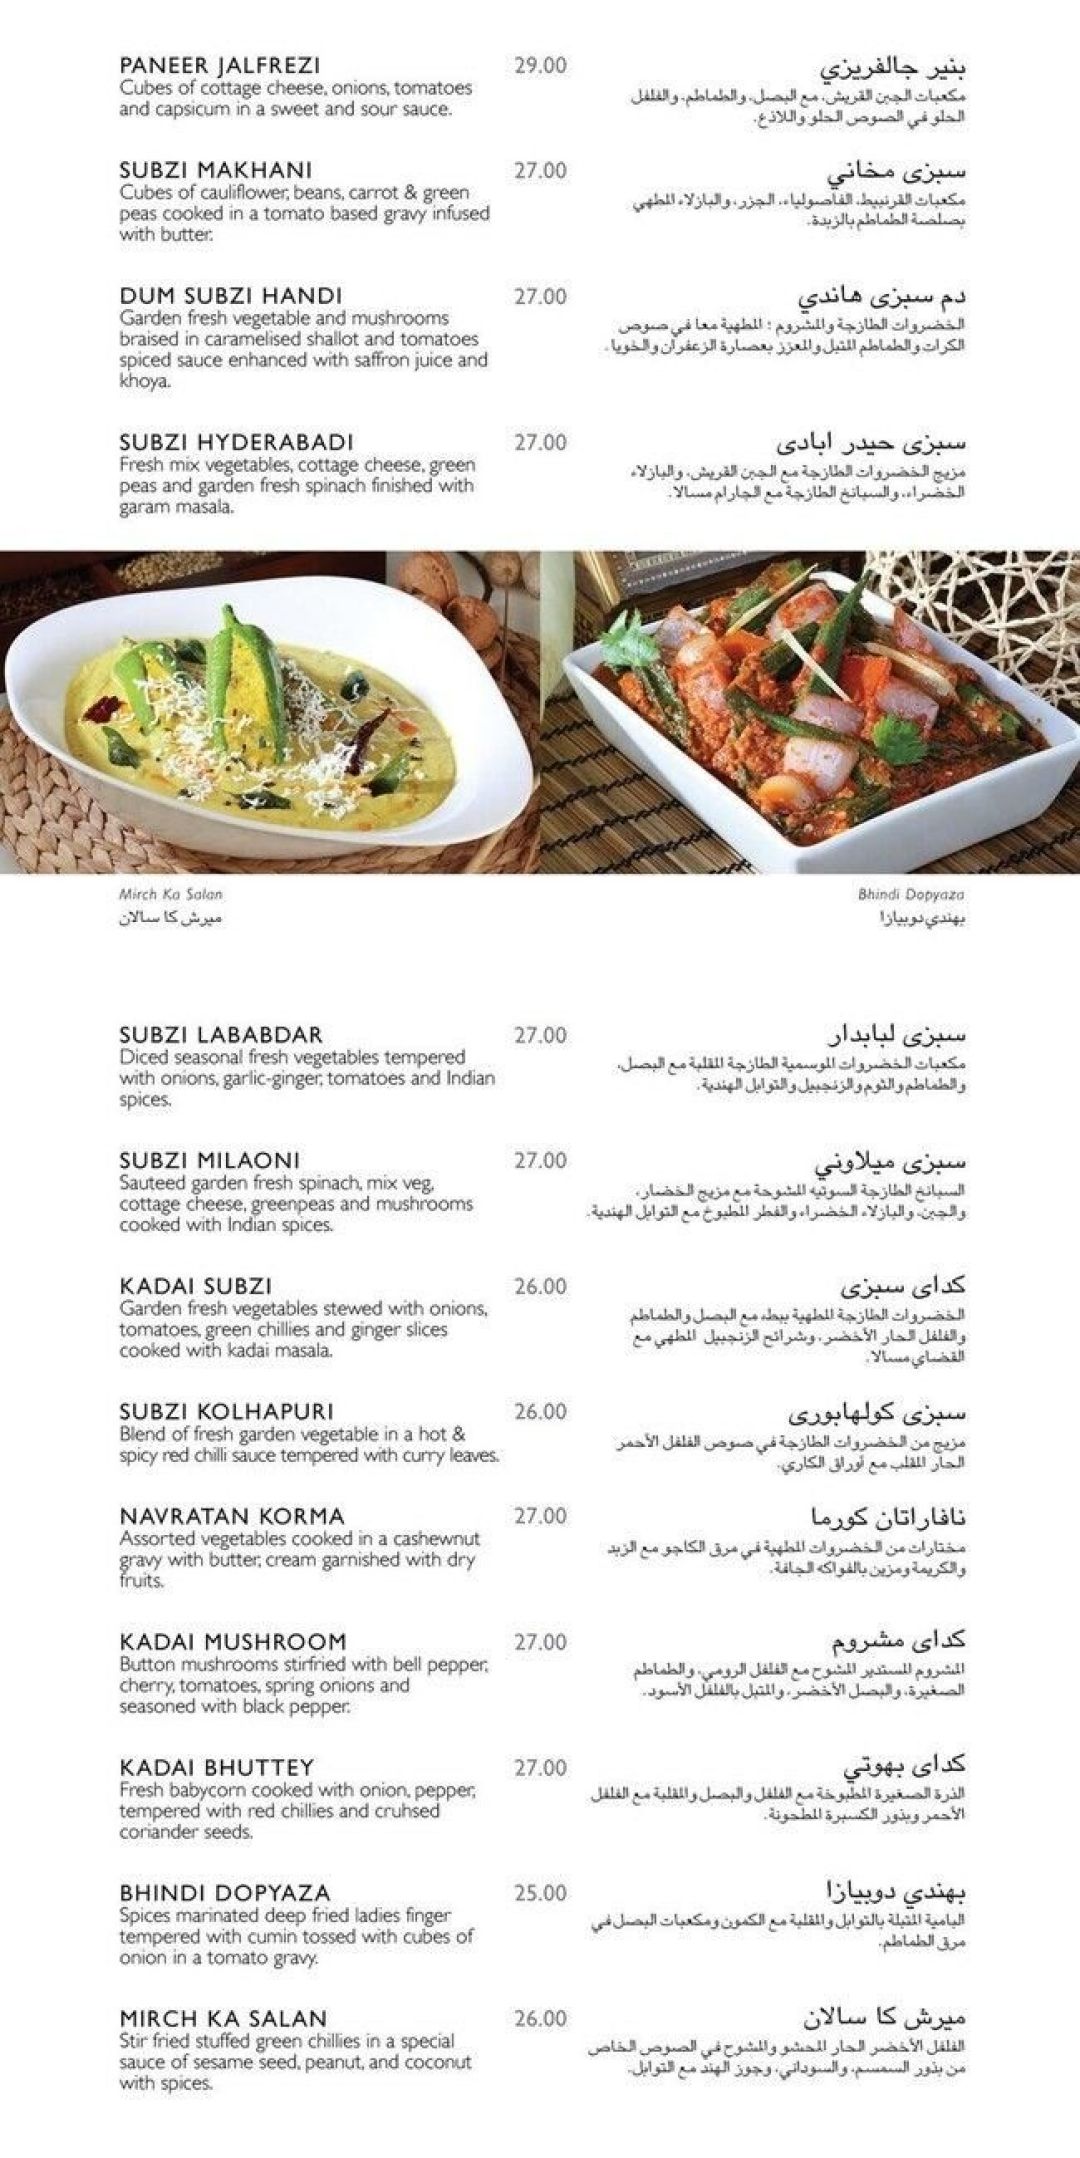 PANEER JALFREZI 29.00 بنير جالفريزي
Cubes of cottage cheese, onions, tomatoes
and capsicum in a sweet and sour sauce.
مكعبات الجبن القريش، مع البصل، والطماطم، والفلفل
الحلو في الصوص الحلو واللاذع.
SUBZI MAKHANI 27.00 سبزى مخاني
Cubes of cauliflower, beans, carrot & green
peas cooked in a tomato based gravy infused
with butter.
مكعبات القرنبيط، الفاصولياء، الجزر، والبازلاء المطهي
بصلصة الطماطم بالزبدة.
DUM SUBZI HANDI 27.00 دم سبزى هاندي
Garden fresh vegetable and mushrooms
braised in caramelised shallot and tomatoes
spiced sauce enhanced with saffron juice and
khoya.
الخضروات الطازجة والمشروم ؛ المطهية معا في صوص
الكرات والطماطم المتبل والمعزز بعصارة الزعفران والخويا.
SUBZI HYDERABADI 27.00 سبزى حيدر ابادى
Fresh mix vegetables, cottage cheese, green
peas and garden fresh spinach finished with
garam masala.
مزيج الخضروات الطازجة مع الجبن القريش، والبازلاء
الخضراء، والسبانخ الطازجة مع الجارام مسالا.
Mirch Ka Salan
ميرش كا سالان
Bhindi Dopyaza
بهندي دوبيازا
SUBZI LABABDAR 27.00 سبزى لبابدار
Diced seasonal fresh vegetables tempered
with onions, garlic-ginger, tomatoes and Indian
spices.
مكعبات الخضروات الموسمية الطازجة المقلبة مع البصل،
والطماطم والثوم والزنجبيل والتوابل الهندية.
SUBZI MILAONI 27.00 سبزى ميلاوني
Sauteed garden fresh spinach, mix veg,
cottage cheese, greenpeas and mushrooms
cooked with Indian spices.
السبانخ الطازجة السوتيه المشوحة مع مزيج الخضار،
والجبن، والبازلاء الخضراء والفطر المطبوخ مع التوابل الهندية.
KADAI SUBZI 26.00 كداى سبزى
Garden fresh vegetables stewed with onions,
tomatoes, green chillies and ginger slices
cooked with kadai masala.
الخضروات الطازجة المطهية ببطء مع البصل والطماطم
والفلفل الحار الأخضر، وشرائح الزنجبيل المطهي مع
القضاي مسالا.
SUBZI KOLHAPURI 26.00 سبزى كولهابورى
Blend of fresh garden vegetable in a hot &
spicy red chilli sauce tempered with curry leaves.
مزيج من الخضروات الطازجة في صوص الفلفل الأحمر
الحار المقلب مع أوراق الكاري.
NAVRATAN KORMA 27.00 نافاراتان كورما
Assorted vegetables cooked in a cashewnut
gravy with butter, cream garnished with dry
fruits.
مختارات من الخضروات المطهية في مرق الكاجو مع الزبد
والكريمة ومزين بالفواكه الجافة.
KADAI MUSHROOM 27.00 كداى مشروم
Button mushrooms stirfried with bell pepper,
cherry, tomatoes, spring onions and
seasoned with black pepper.
المشروم المستدير المشوح مع الفلفل الرومي، والطماطم
الصغيرة، والبصل الأخضر، والمتبل بالفلفل الأسود.
KADAI BHUTTEY 27.00 كداى بهوتي
Fresh babycorn cooked with onion, pepper,
tempered with red chillies and cruhsed
coriander seeds.
الذرة الصغيرة المطبوخة مع الفلفل والبصل والمقلبة مع الفلفل
الأحمر وبذور الكسبرة المطحونة.
BHINDI DOPYAZA 25.00 بهندي دوبيازا
Spices marinated deep fried ladies finger
tempered with cumin tossed with cubes of
onion in a tomato gravy.
البامية المتبلة بالتوابل والمقلبة مع الكمون ومكعبات البصل في
مرق الطماطم.
MIRCH KA SALAN 26.00 ميرش كا سالان
Stir fried stuffed green chillies in a special
sauce of sesame seed, peanut, and coconut
with spices.
الفلفل الأخضر الحار المحشو والمشوح في الصوص الخاص
من بذور السمسم، والسوداني، وجوز الهند مع التوابل.